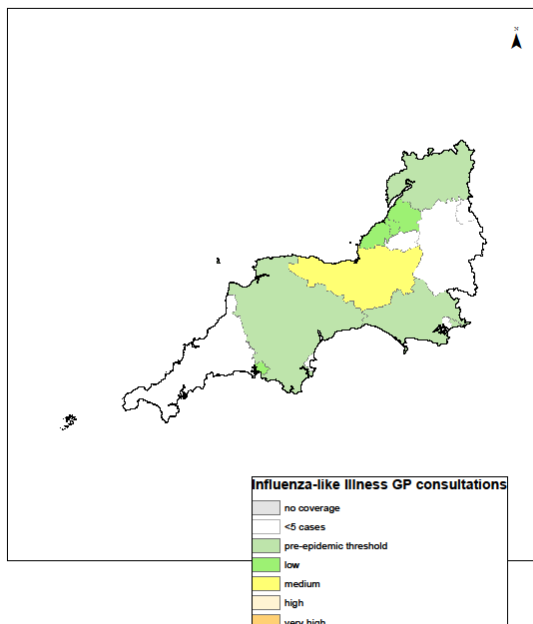 N
Influenza-like Illness GP consultations
no coverage
<5 cases
pre-epidemic threshold
low
medium
high
very high